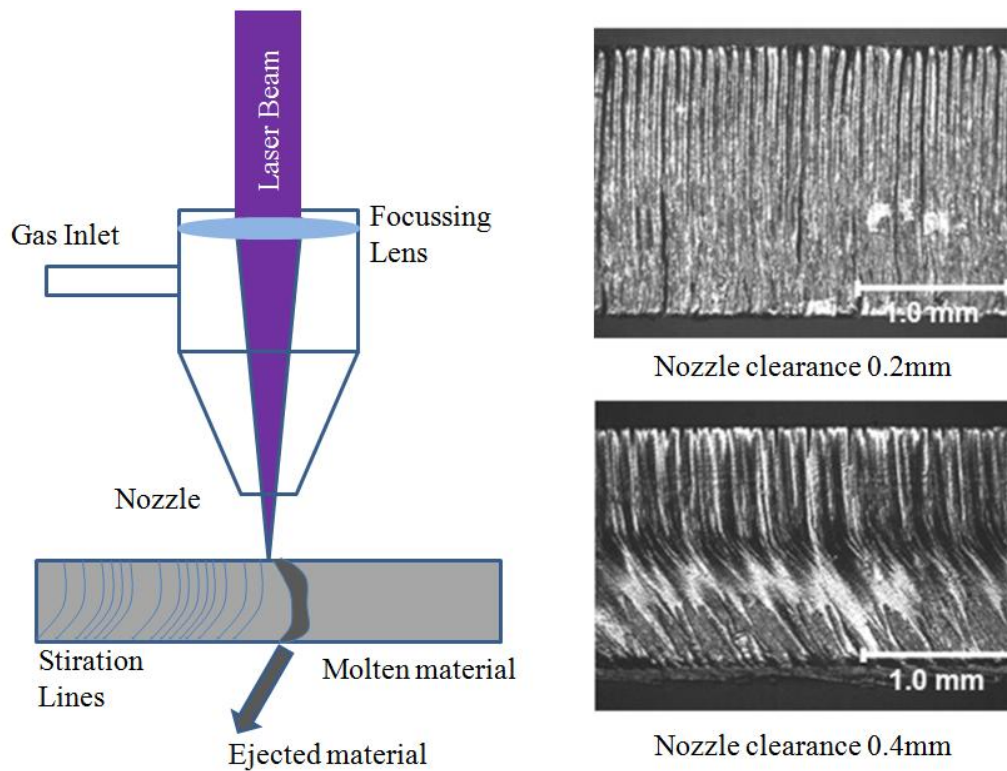 Laser Beam
Gas Inlet
Focussing
Lens
Nozzle
Stiration
Lines
Molten material
Ejected material
1.0 mm
Nozzle clearance 0.2mm
1.0 mm
Nozzle clearance 0.4mm